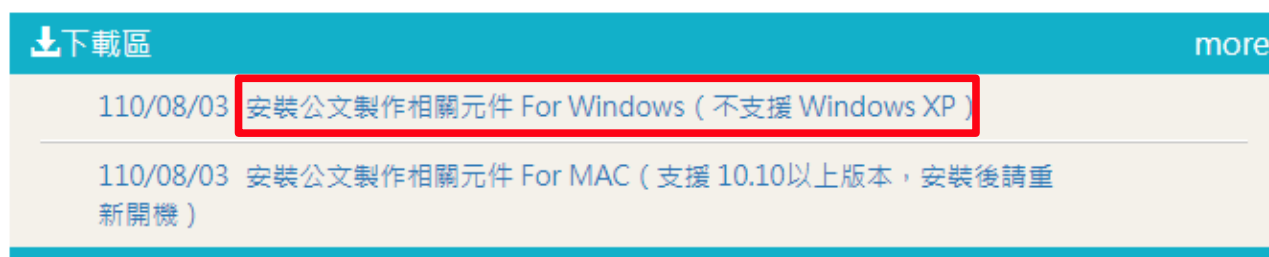 下載區
more
110/08/03 安裝公文製作相關元件 For Windows（不支援 Windows XP）
110/08/03 安裝公文製作相關元件 For MAC（支援 10.10以上版本，安裝後請重
新開機）